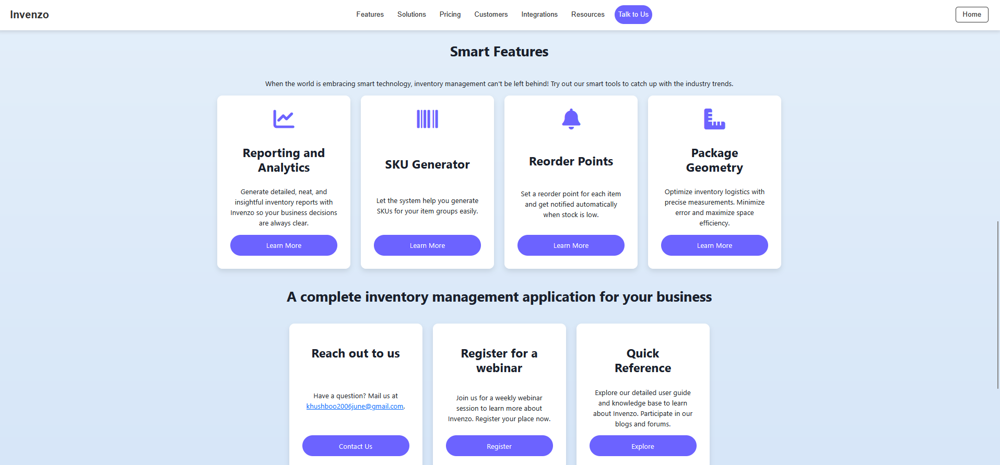 Invenzo
Features
Solutions
Pricing
Customers
Integrations
Resources
Talk to Us
Home
Smart Features
When the world is embracing smart technology, inventory management can't be left behind! Try out our smart tools to catch up with the industry trends.
Reporting and
Analytics
Generate detailed, neat, and
insightful inventory reports with
Invenzo so your business decisions
are always clear.
Learn More
SKU Generator
Let the system help you generate
SKUs for your item groups easily.
Learn More
Reorder Points
Set a reorder point for each item
and get notified automatically
when stock is low.
Learn More
Package
Geometry
Optimize inventory logistics with
precise measurements. Minimize
error and maximize space
efficiency.
Learn More
A complete inventory management application for your business
Reach out to us
Have a question? Mail us at
khushboo2006june@gmail.com.
Contact Us
Register for a
webinar
Join us for a weekly webinar
session to learn more about
Invenzo. Register your place now.
Register
Quick
Reference
Explore our detailed user guide
and knowledge base to learn
about Invenzo. Participate in our
blogs and forums.
Explore